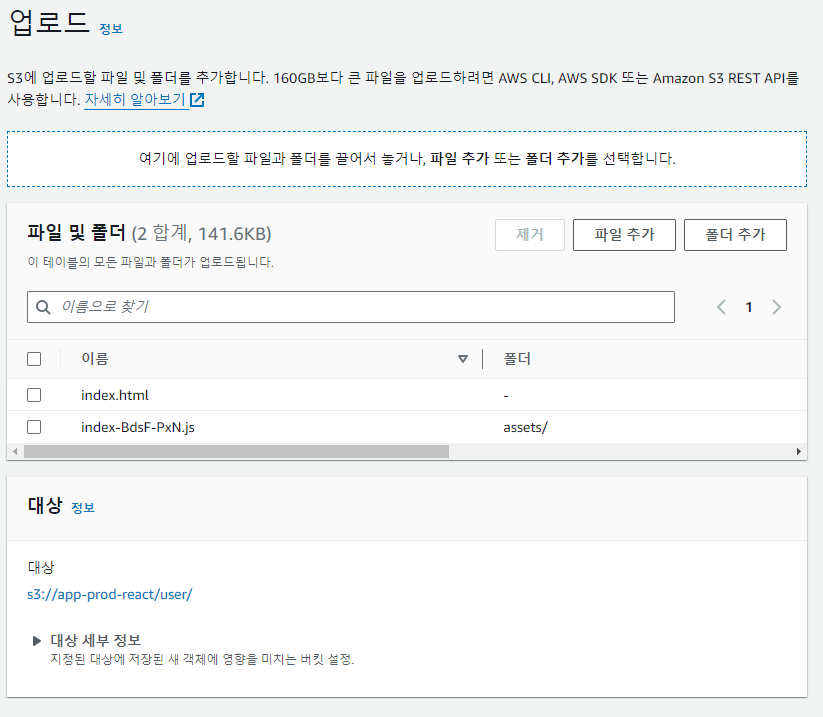 업로드 정보
S3에 업로드할 파일 및 폴더를 추가합니다. 160GB보다 큰 파일을 업로드하려면 AWS CLI, AWS SDK 또는 Amazon S3 REST API를
사용합니다. 자세히 알아보기
여기에 업로드할 파일과 폴더를 끌어서 놓거나, 파일 추가 또는 폴더 추가를 선택합니다.
파일 및 폴더 (2 합계, 141.6KB)
제거 파일 추가 폴더 추가
이 테이블의 모든 파일과 폴더가 업로드됩니다.
이름으로 찾기
1
이름 폴더
index.html -
index-BdsF-PxN.js assets/
대상 정보
대상
s3://app-prod-react/user/
대상 세부 정보
지정된 대상에 저장된 새 객체에 영향을 미치는 버킷 설정.